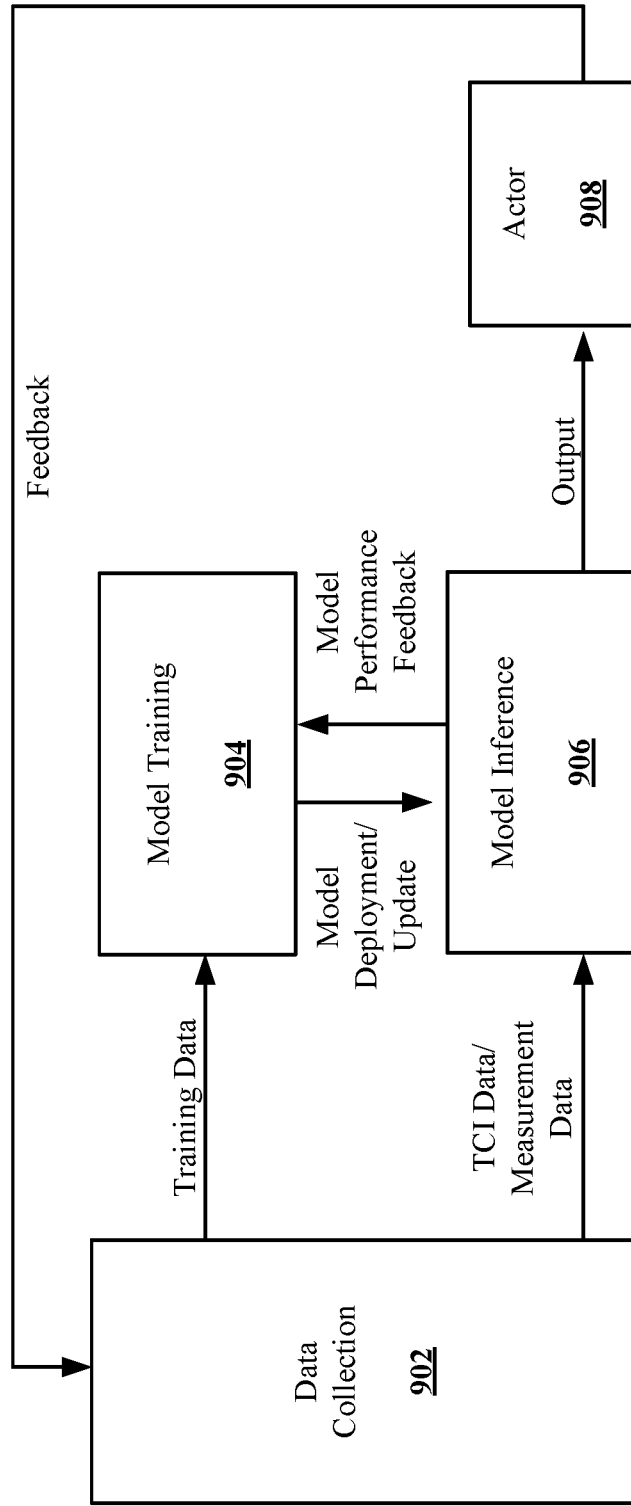 Feedback
Data
Collection
902
Training Data
Model Training
904
Model
Deployment/
Update
Model
Performance
Feedback
TCI Data/
Measurement
Data
Model Inference
906
Output
Actor
908